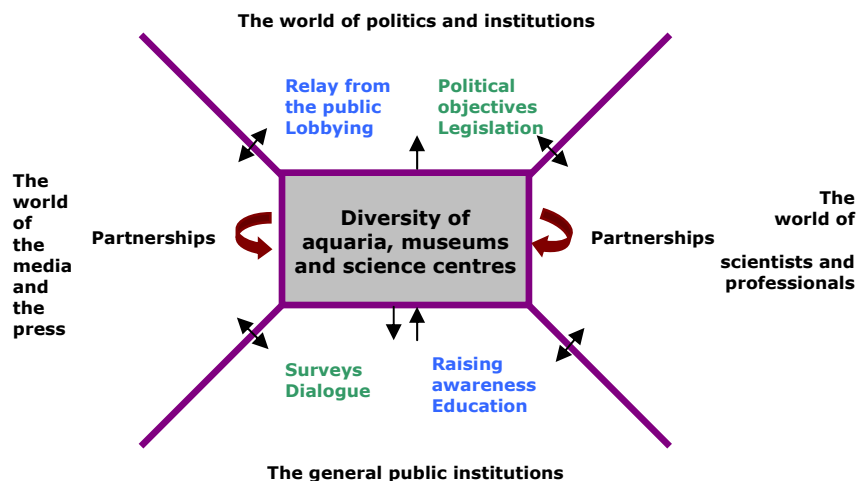 The world of politics and institutions
Relay from
the public
Lobbying
Political
objectives
Legislation
The
world
of
the
media
and
the
press
Partnerships
Diversity of
aquaria, museums
and science centres
Partnerships
The
world of
scientists and
professionals
Surveys
Dialogue
Raising
awareness
Education
The general public institutions